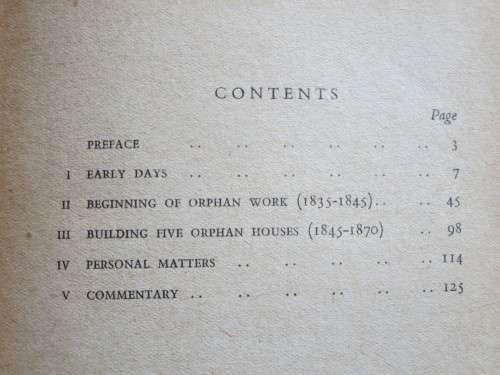 CONTENTS
Page
PREFACE .. .. .. .. .. .. 3
I EARLY DAYS .. .. .. .. .. .. 7
II BEGINNING OF ORPHAN WORK (1835-1845).. .. 45
III BUILDING FIVE ORPHAN HOUSES (1845-1870) .. 98
IV PERSONAL MATTERS .. .. .. .. .. 114
V COMMENTARY .. .. .. .. .. .. 125